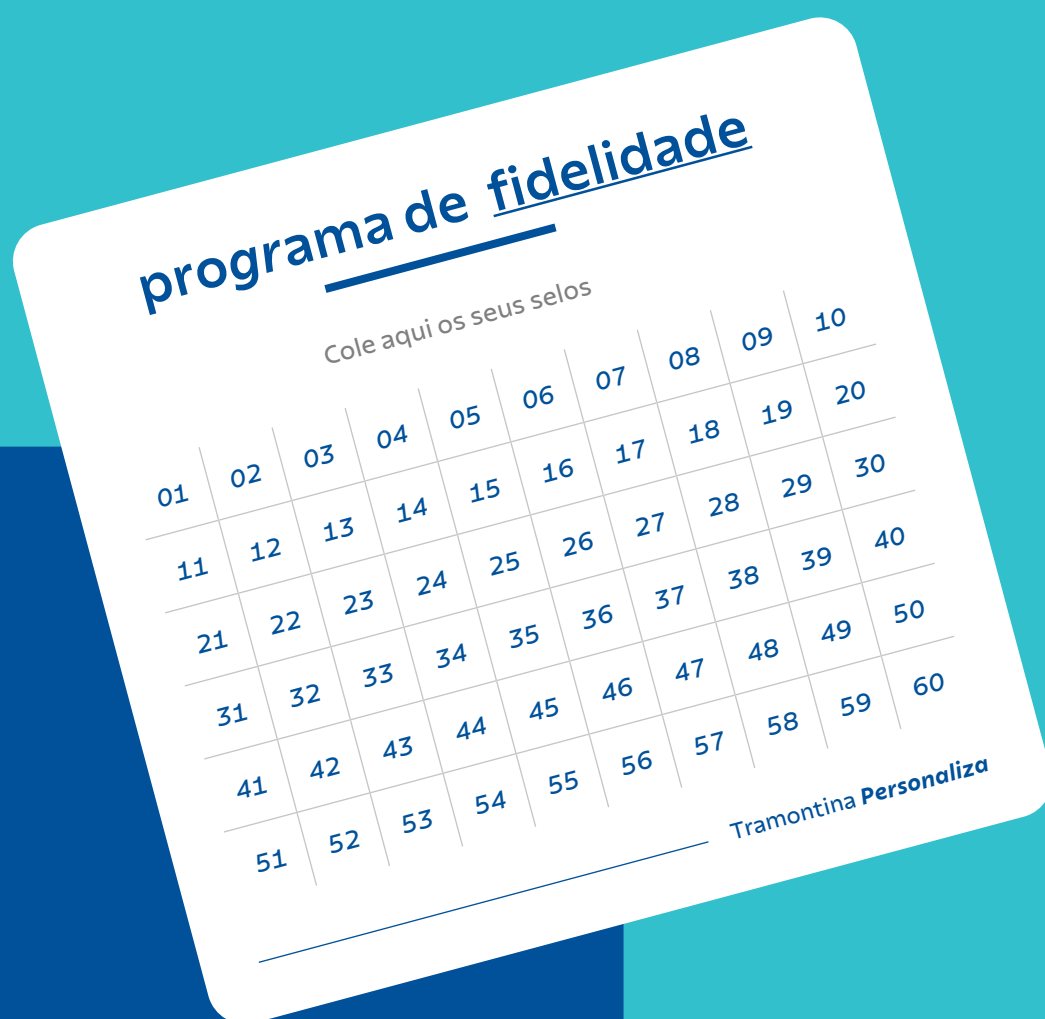 programa de fidelidade
Cole aqui os seus selos
01 02 03 04 05 06 07 08 09 10
11 12 13 14 15 16 17 18 19 20
21 22 23 24 25 26 27 28 29 30
31 32 33 34 35 36 37 38 39 40
41 42 43 44 45 46 47 48 49 50
51 52 53 54 55 56 57 58 59 60
Tramontina Personaliza